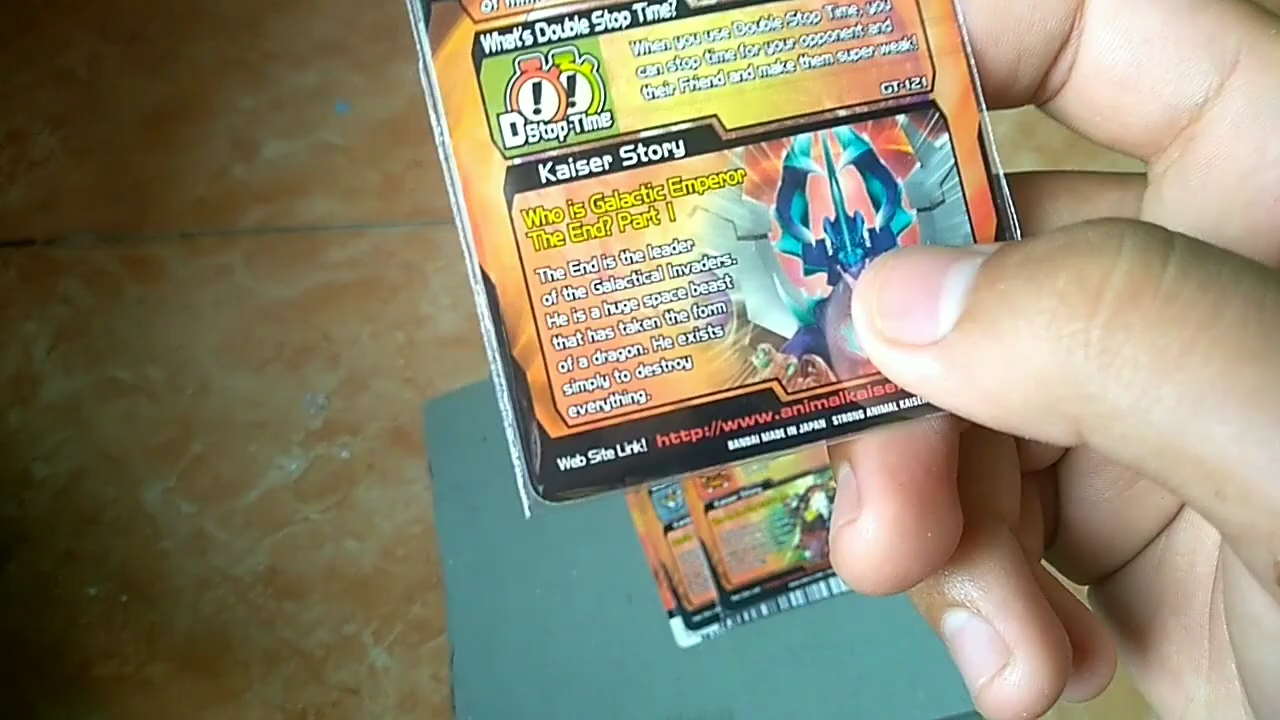 What's Double Stop Time?
When you use Double Stop Time, you
can stop time for your opponent and
their Friend and make them super weak!
D Stop-Time
GT-121
Kaiser Story
Who is Galactic Emperor
The End? Part 1
The End is the leader
of the Galactical Invaders.
He is a huge space beast
that has taken the form
of a dragon. He exists
simply to destroy
everything.
Web Site Link! http://www.animalkaiser
BANDAI MADE IN JAPAN STRONG ANIMAL KAISER
Kaiser Story